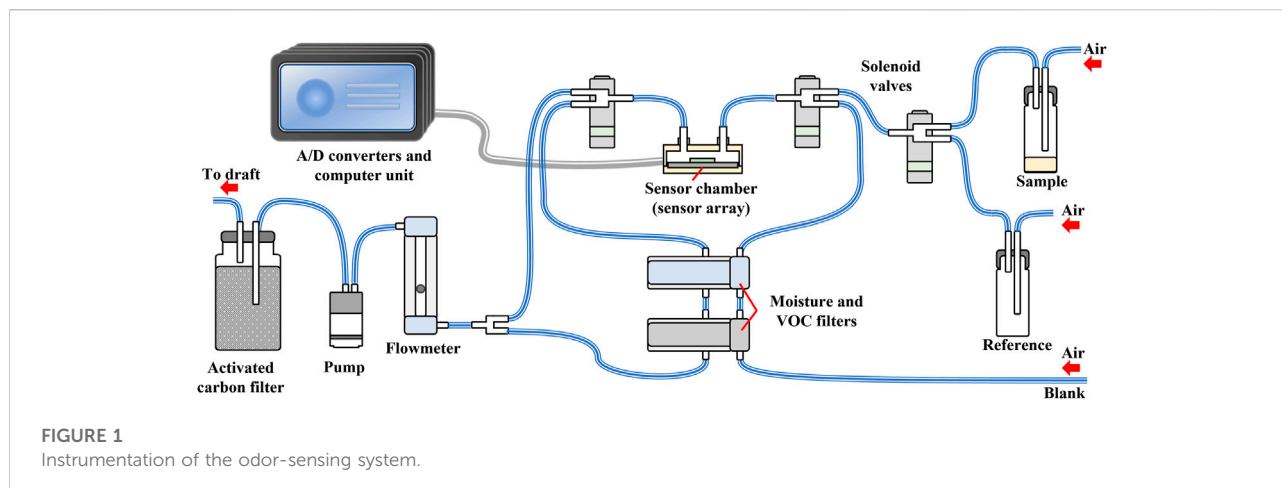 Air
Solenoid
valves
A/D converters and
computer unit
Sample
To draft
Sensor chamber
(sensor array)
Air
Moisture and
VOC filters
Flowmeter
Reference
Activated
carbon filter
Pump
Air
Blank
FIGURE 1
Instrumentation of the odor-sensing system.